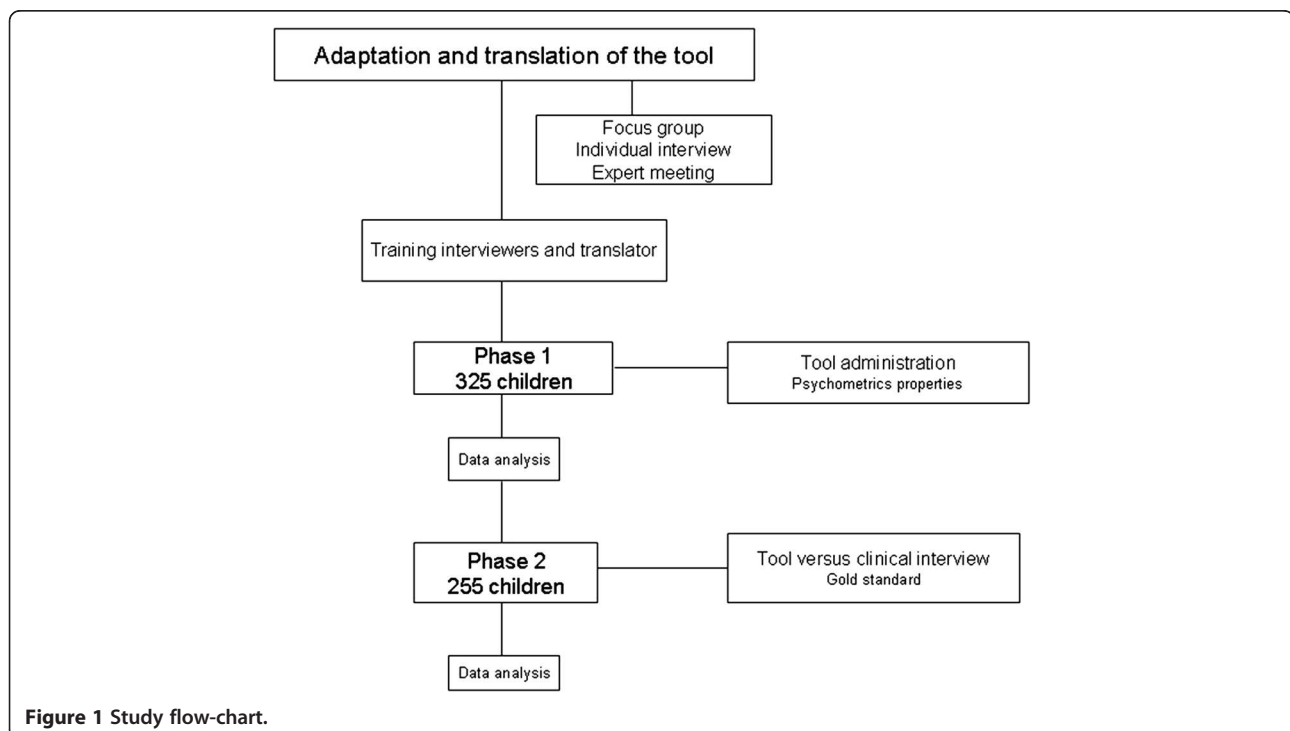 Adaptation and translation of the tool
Focus group
Individual interview
Expert meeting
Training interviewers and translator
Phase 1
325 children
Tool administration
Psychometrics properties
Data analysis
Phase 2
255 children
Tool versus clinical interview
Gold standard
Data analysis
Figure 1 Study flow-chart.